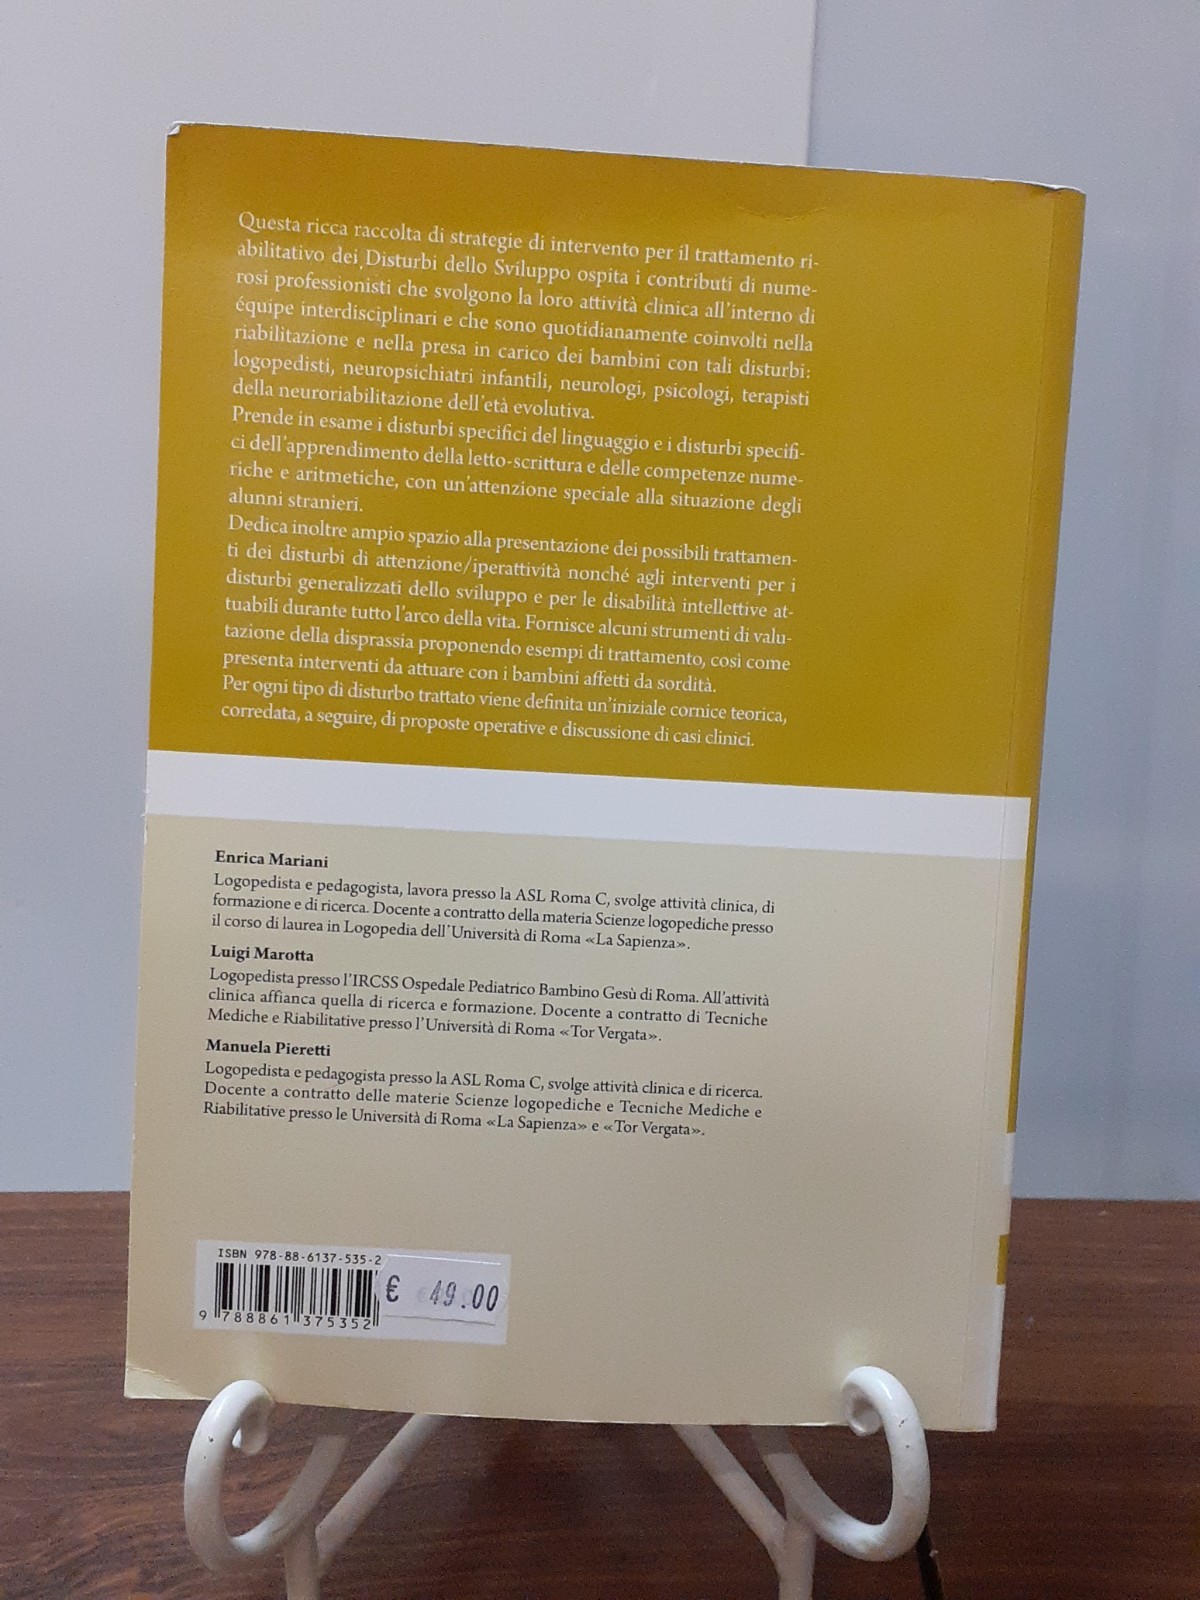 Questa ricca raccolta di strategie di intervento per il trattamento ri-
abilitativo dei Disturbi dello Sviluppo ospita i contributi di nume-
rosi professionisti che svolgono la loro attività clinica all'interno di
équipe interdisciplinari e che sono quotidianamente coinvolti nella
riabilitazione e nella presa in carico dei bambini con tali disturbi:
logopedisti, neuropsichiatri infantili, neurologi, psicologi, terapisti
della neuroriabilitazione dell'età evolutiva.
Prende in esame i disturbi specifici del linguaggio e i disturbi specifi-
ci dell'apprendimento della letto-scrittura e delle competenze nume-
riche e aritmetiche, con un'attenzione speciale alla situazione degli
alunni stranieri.
Dedica inoltre ampio spazio alla presentazione dei possibili trattamen-
ti dei disturbi di attenzione/iperattività nonché agli interventi per i
disturbi generalizzati dello sviluppo e per le disabilità intellettive at-
tuabili durante tutto l'arco della vita. Fornisce alcuni strumenti di valu-
tazione della disprassia proponendo esempi di trattamento, così come
presenta interventi da attuare con i bambini affetti da sordità.
Per ogni tipo di disturbo trattato viene definita un'iniziale cornice teorica,
corredata, a seguire, di proposte operative e discussione di casi clinici.
Enrica Mariani
Logopedista e pedagogista, lavora presso la ASL Roma C, svolge attività clinica, di
formazione e di ricerca. Docente a contratto della materia Scienze logopediche presso
il corso di laurea in Logopedia dell'Università di Roma «La Sapienza».
Luigi Marotta
Logopedista presso l'IRCSS Ospedale Pediatrico Bambino Gesù di Roma. All'attività
clinica affianca quella di ricerca e formazione. Docente a contratto di Tecniche
Mediche e Riabilitative presso l'Università di Roma «Tor Vergata».
Manuela Pieretti
Logopedista e pedagogista presso la ASL Roma C, svolge attività clinica e di ricerca.
Docente a contratto delle materie Scienze logopediche e Tecniche Mediche e
Riabilitative presso le Università di Roma «La Sapienza» e «Tor Vergata».
ISBN 978-88-6137-535-2
€ 49.00
9 788861 375352